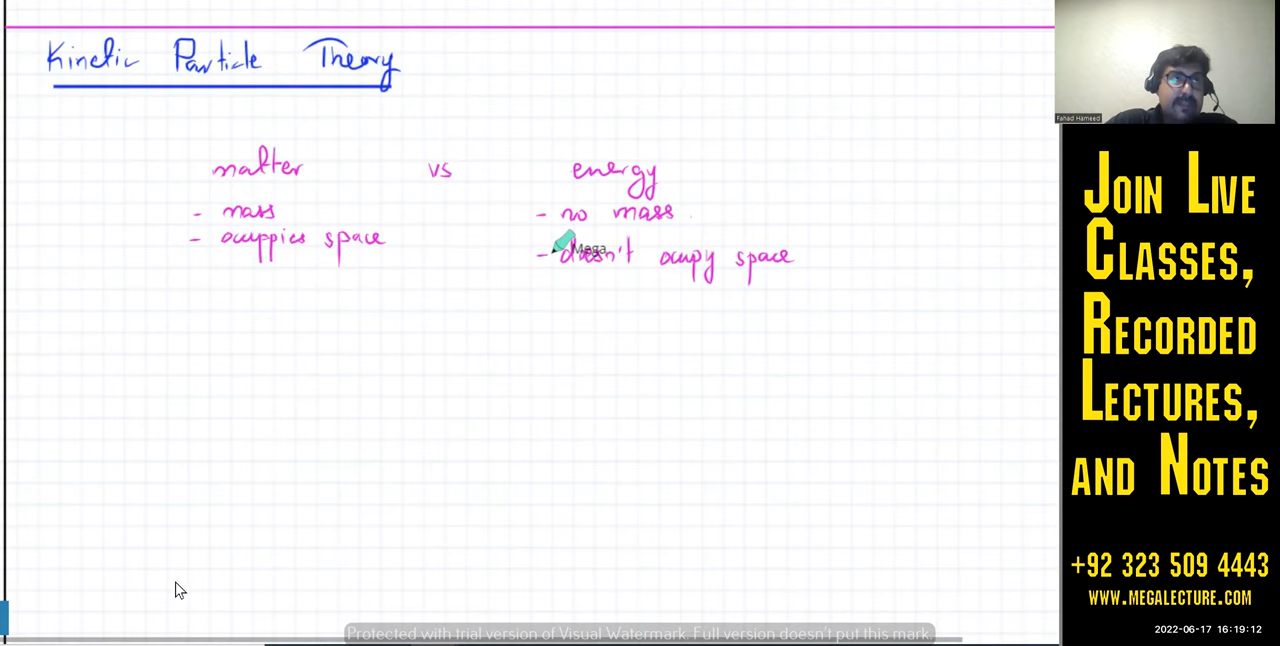 Kinetic Particle Theory
matter vs energy
- mass
- occuppies space
- no mass
- doesn't occupy space
Mega
Fahad Hameed
JOIN LIVE
CLASSES,
RECORDED
LECTURES,
AND NOTES
+92 323 509 4443
WWW.MEGALECTURE.COM
2022-06-17 16:19:12
Protected with trial version of Visual Watermark. Full version doesn't put this mark.